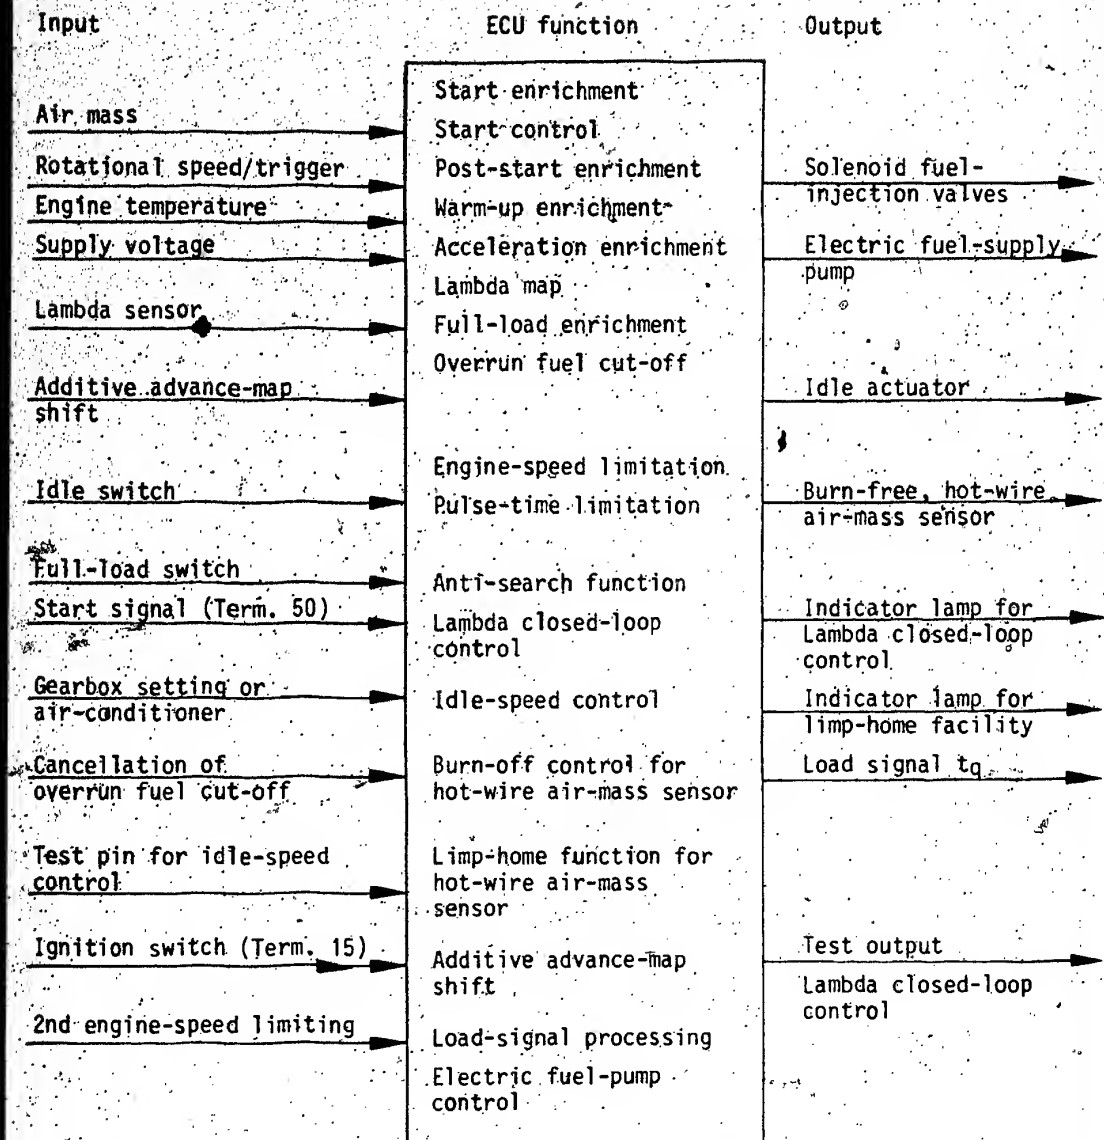 Input
ECU function
Output
Air mass
Rotational speed/trigger
Engine temperature
Supply voltage
Lambda sensor
Additive advance-map
shift
Idle switch
Full-load switch
Start signal (Term. 50)
Gearbox setting or
air-conditioner
Cancellation of
overrun fuel cut-off
Test pin for idle-speed
control
Ignition switch (Term. 15)
2nd engine-speed limiting
Start enrichment
Start control
Post-start enrichment
Warm-up enrichment
Acceleration enrichment
Lambda map
Full-load enrichment
Overrun fuel cut-off
Engine-speed limitation
Pulse-time limitation
Anti-search function
Lambda closed-loop
control
Idle-speed control
Burn-off control for
hot-wire air-mass sensor
Limp-home function for
hot-wire air-mass
sensor
Additive advance-map
shift
Load-signal processing
Electric fuel-pump
control
Solenoid fuel-
injection valves
Electric fuel-supply
pump
Idle actuator
Burn-free, hot-wire
air-mass sensor
Indicator lamp for
Lambda closed-loop
control
Indicator lamp for
limp-home facility
Load signal tq
Test output
Lambda closed-loop
control